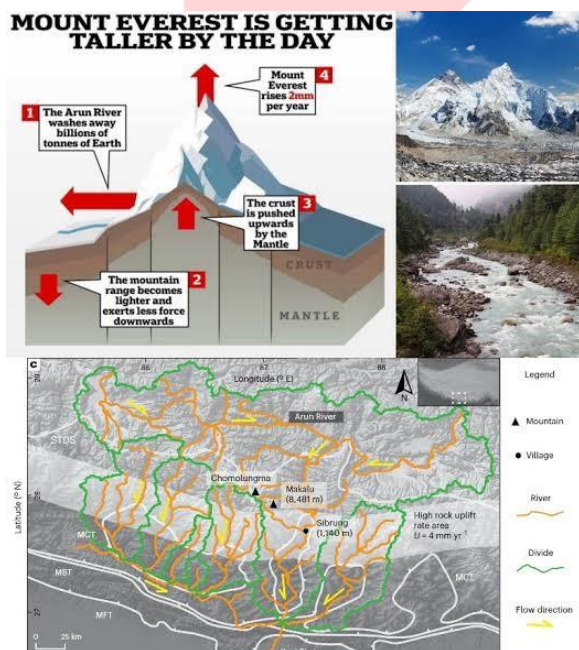 MOUNT EVEREST IS GETTING
TALLER BY THE DAY
1
The Arun River
washes away
billions of
tonnes of Earth
4
Mount
Everest
rises 2mm
per year
The crust
is pushed
upwards
by the
Mantle
3
The mountain
range becomes
lighter and
exerts less force
downwards
2
CRUST
MANTLE
c
86
87
88
Longitude (° E)
N
29
28
27
Latitude (° N)
STDS
Arun River
Chomolungma
Makalu
(8,481 m)
Sibrung
(1,140 m)
High rock uplift
rate area
U = 4 mm yr⁻¹
MCT
MBT
MFT
MCT
0 25 km
Legend
Mountain
Village
River
Divide
Flow direction